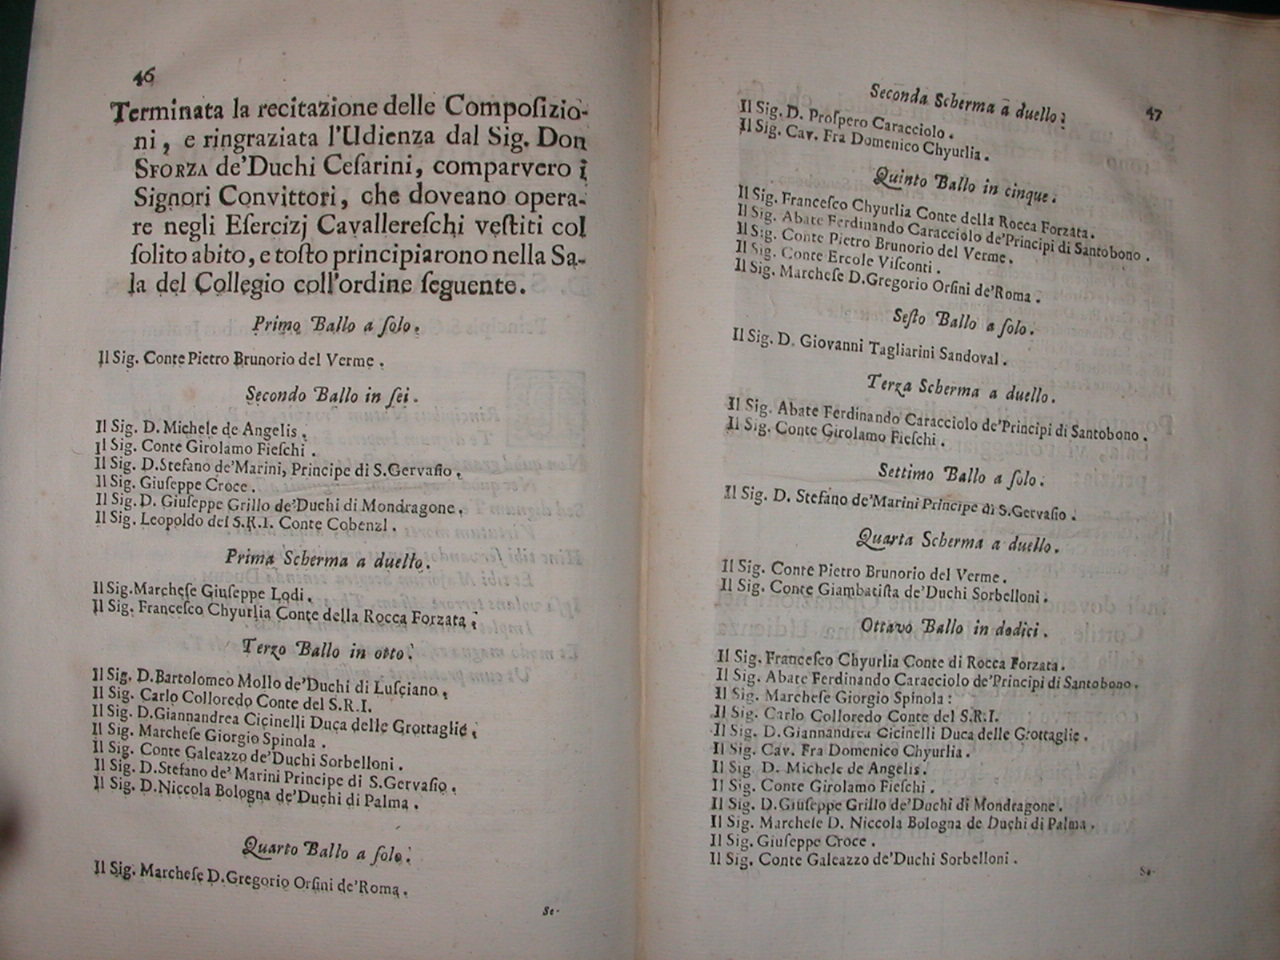 46
Terminata la recitazione delle Compoſizio-
ni, e ringraziata l'Udienza dal Sig. Don
SFORZA de'Duchi Ceſarini, comparvero i
Signori Convittori, che doveano opera-
re negli Eſercizj Cavallereſchi veſtiti col
ſolito abito, e toſto principiarono nella Sa-
la del Collegio coll'ordine ſeguente.
Primo Ballo a ſolo.
Il Sig. Conte Pietro Brunorio del Verme.
Secondo Ballo in ſei.
Il Sig. D. Michele de Angelis.
Il Sig. Conte Girolamo Fieſchi.
Il Sig. D.Stefano de'Marini, Principe di S.Gervaſio.
Il Sig. Giuſeppe Croce.
Il Sig. D. Giuſeppe Grillo de'Duchi di Mondragone.
Il Sig. Leopoldo del S.R.I. Conte Cobenzl.
Prima Scherma a duello.
Il Sig.Marcheſe Giuſeppe Lodi.
Il Sig. Franceſco Chyurlia Conte della Rocca Forzata.
Terzo Ballo in otto.
Il Sig. D.Bartolomeo Mollo de'Duchi di Luſciano.
Il Sig. Carlo Colloredo Conte del S.R.I.
Il Sig. D.Giannandrea Cicinelli Duca delle Grottaglie.
Il Sig. Marcheſe Giorgio Spinola.
Il Sig. Conte Galeazzo de'Duchi Sorbelloni.
Il Sig. D.Stefano de' Marini Principe di S.Gervaſio.
Il Sig. D.Niccola Bologna de'Duchi di Palma.
Quarto Ballo a ſolo.
Il Sig. Marcheſe D.Gregorio Orſini de'Roma.
Se-
47
Seconda Scherma a duello.
Il Sig. D. Proſpero Caracciolo.
Il Sig. Cav. Fra Domenico Chyurlia.
Quinto Ballo in cinque.
Il Sig. Franceſco Chyurlia Conte della Rocca Forzata.
Il Sig. Abate Ferdinando Caracciolo de'Principi di Santobono.
Il Sig. Conte Pietro Brunorio del Verme.
Il Sig. Conte Ercole Viſconti.
Il Sig. Marcheſe D.Gregorio Orſini de'Roma.
Seſto Ballo a ſolo.
Il Sig. D. Giovanni Tagliarini Sandoval.
Terza Scherma a duello.
Il Sig. Abate Ferdinando Caracciolo de'Principi di Santobono.
Il Sig. Conte Girolamo Fieſchi.
Settimo Ballo a ſolo.
Il Sig. D. Stefano de'Marini Principe di S.Gervaſio.
Quarta Scherma a duello.
Il Sig. Conte Pietro Brunorio del Verme.
Il Sig. Conte Giambatiſta de'Duchi Sorbelloni.
Ottavo Ballo in dodici.
Il Sig. Franceſco Chyurlia Conte di Rocca Forzata.
Il Sig. Abate Ferdinando Caracciolo de'Principi di Santobono.
Il Sig. Marcheſe Giorgio Spinola:
Il Sig. Carlo Colloredo Conte del S.R.I.
Il Sig. D.Giannandrea Cicinelli Duca delle Grottaglie.
Il Sig. Cav. Fra Domenico Chyurlia.
Il Sig. D. Michele de Angelis.
Il Sig. Conte Girolamo Fieſchi.
Il Sig. D.Giuſeppe Grillo de'Duchi di Mondragone.
Il Sig. Marcheſe D. Niccola Bologna de Duchi di Palma.
Il Sig. Giuſeppe Croce.
Il Sig. Conte Galeazzo de'Duchi Sorbelloni.
Se-